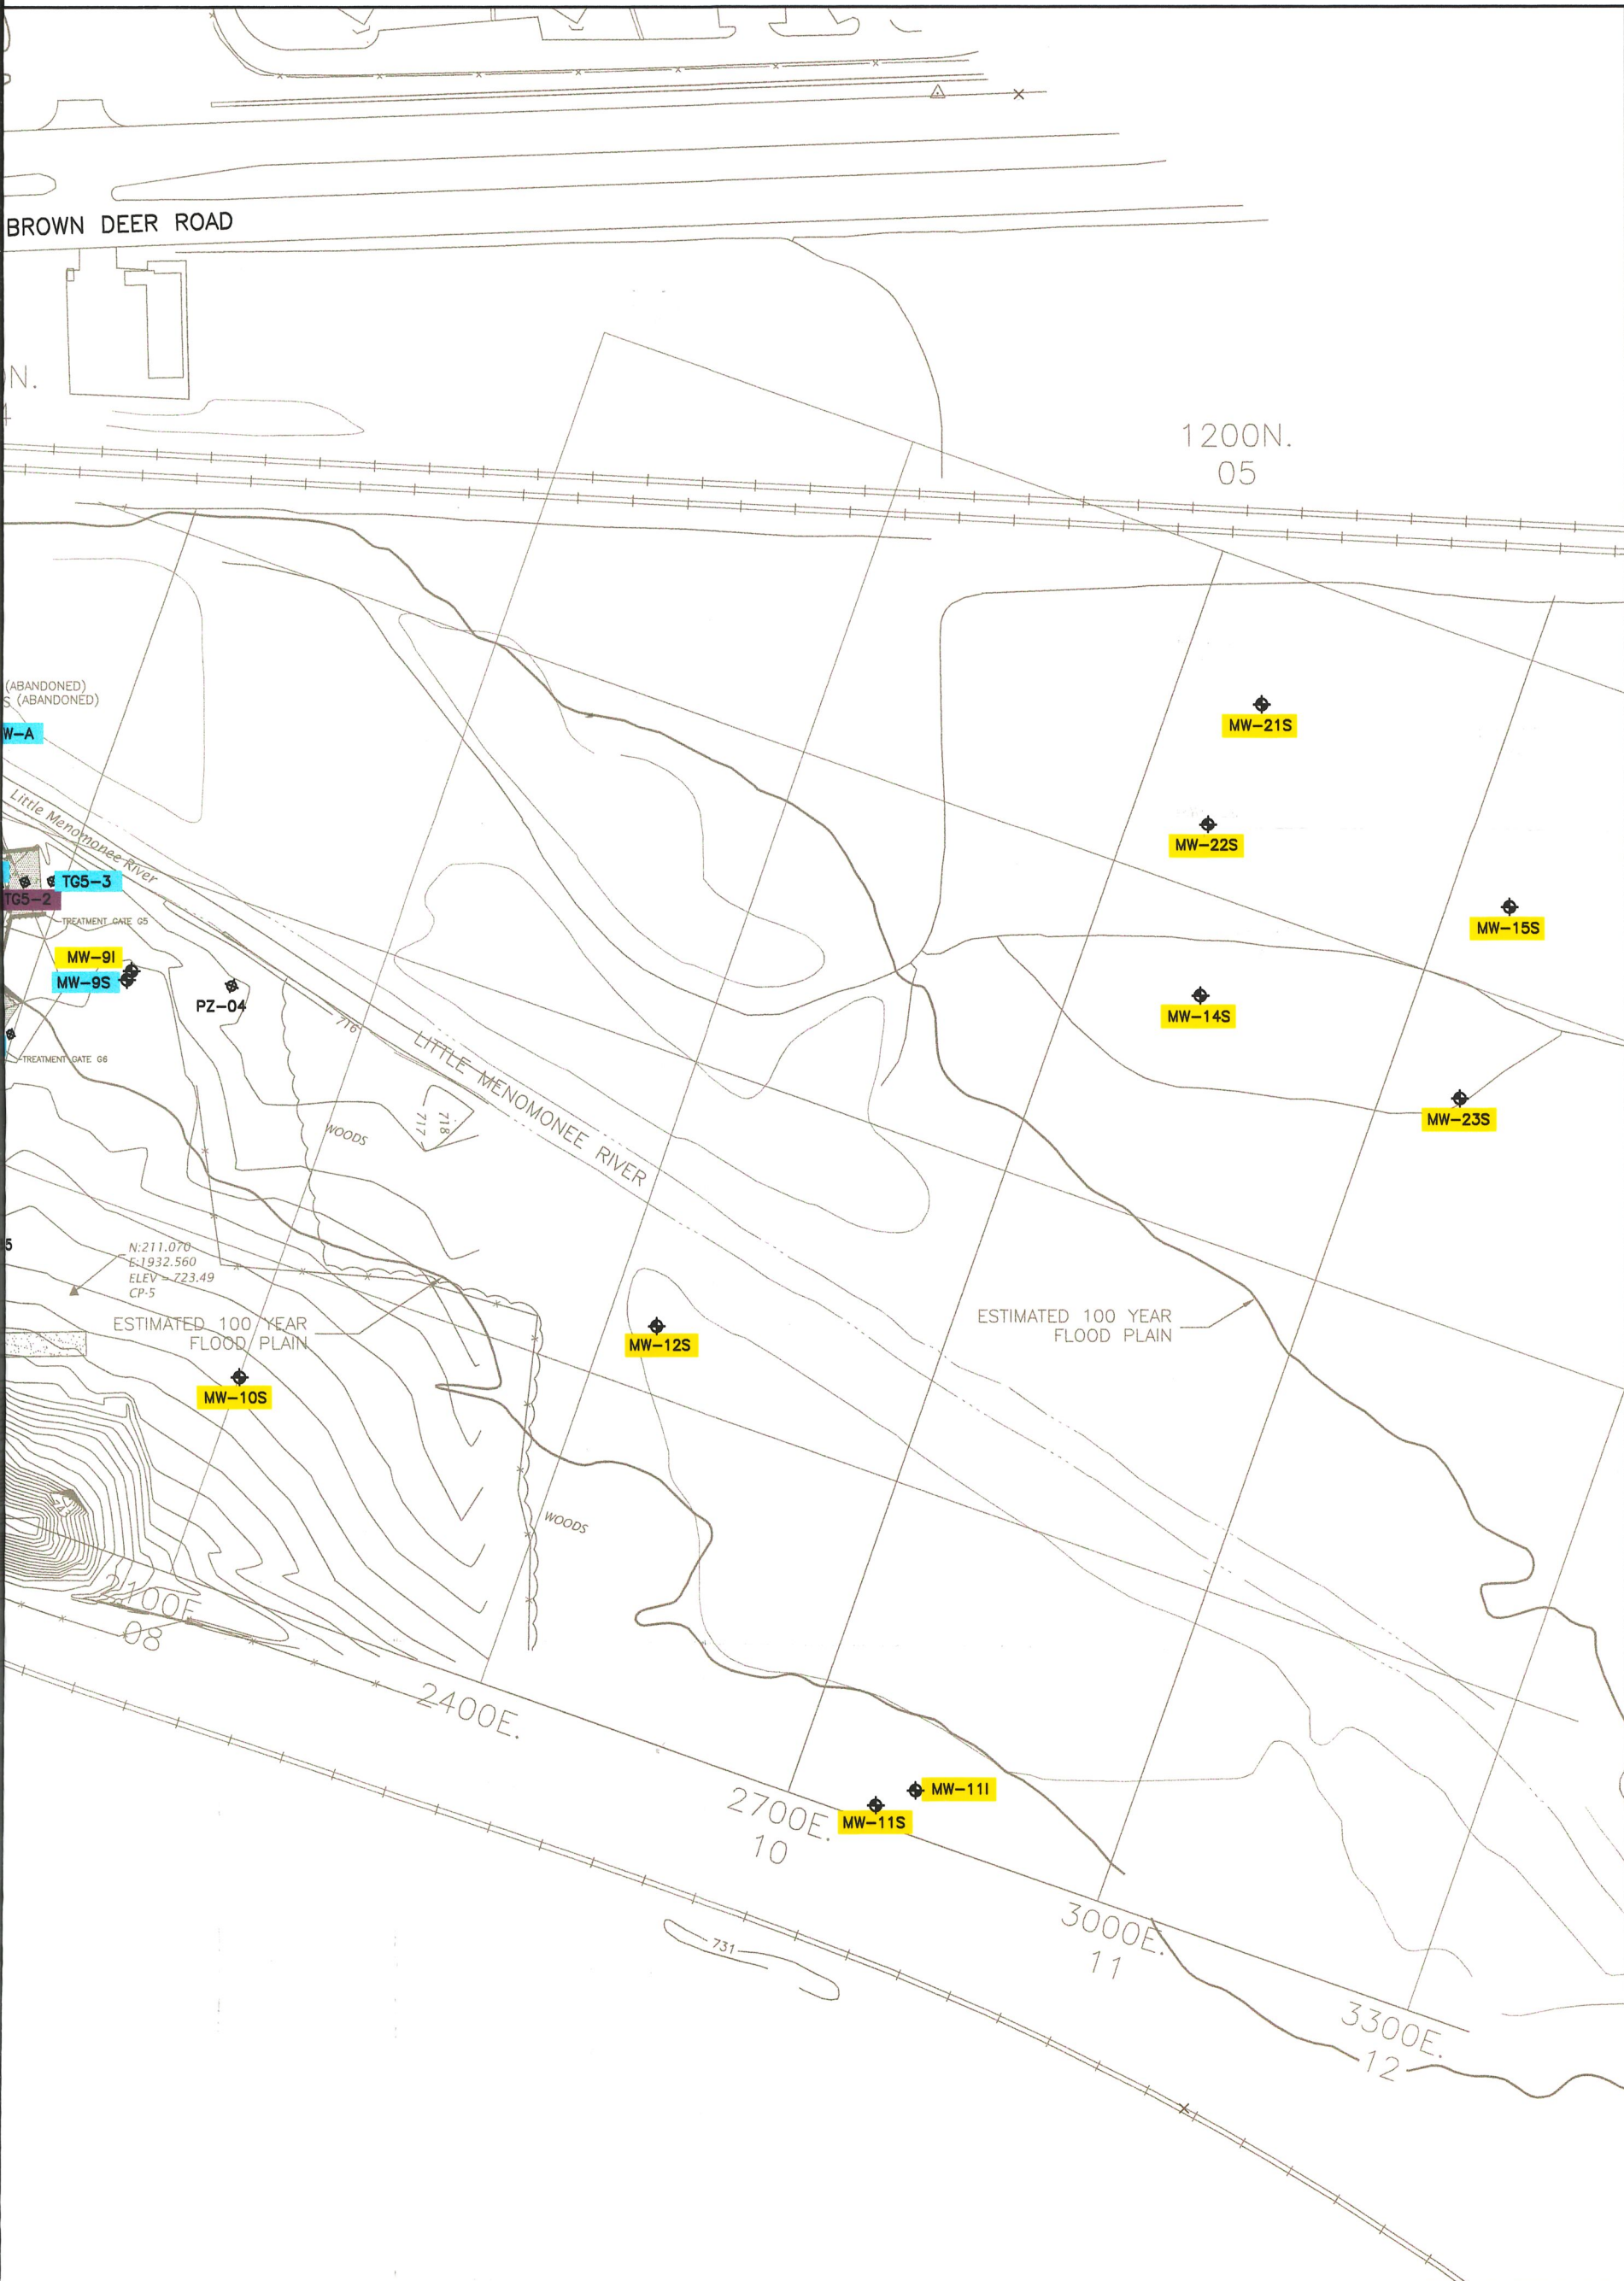 BROWN DEER ROAD
N.
1200N.
05
(ABANDONED)
S (ABANDONED)
W-A
MW-21S
Little Menomonee River
MW-22S
TG5-3
TG5-2
TREATMENT GATE G5
MW-15S
MW-9I
MW-9S
PZ-04
MW-14S
716
TREATMENT GATE G6
LITTLE MENOMONEE RIVER
717
718
MW-23S
WOODS
5
N:211.070
E:1932.560
ELEV = 723.49
CP-5
ESTIMATED 100 YEAR
FLOOD PLAIN
ESTIMATED 100 YEAR
FLOOD PLAIN
MW-12S
MW-10S
WOODS
2100E
08
2400E.
MW-11I
MW-11S
2700E.
10
3000E.
11
731
3300E.
12